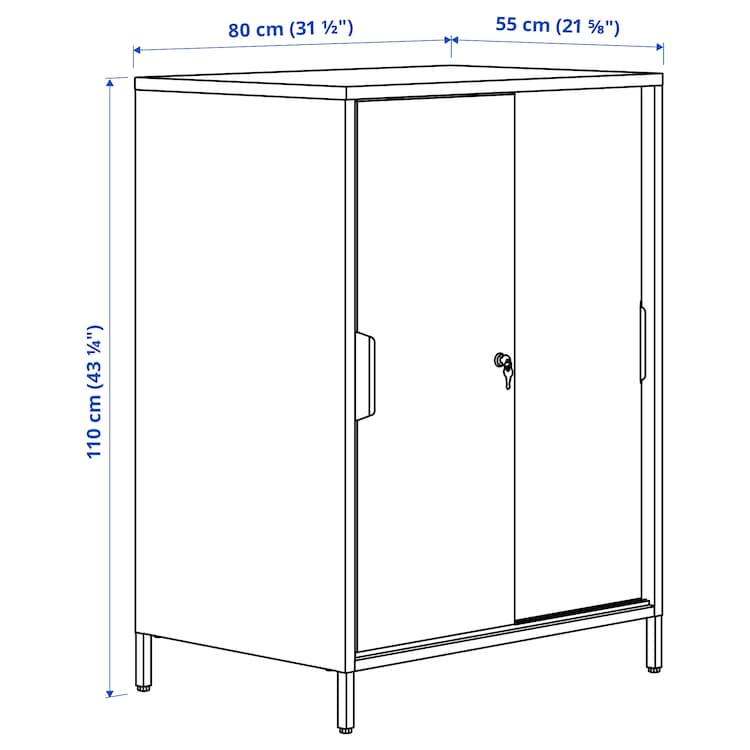 80 cm (31 ½")
55 cm (21 ⅝")
110 cm (43 ¼")